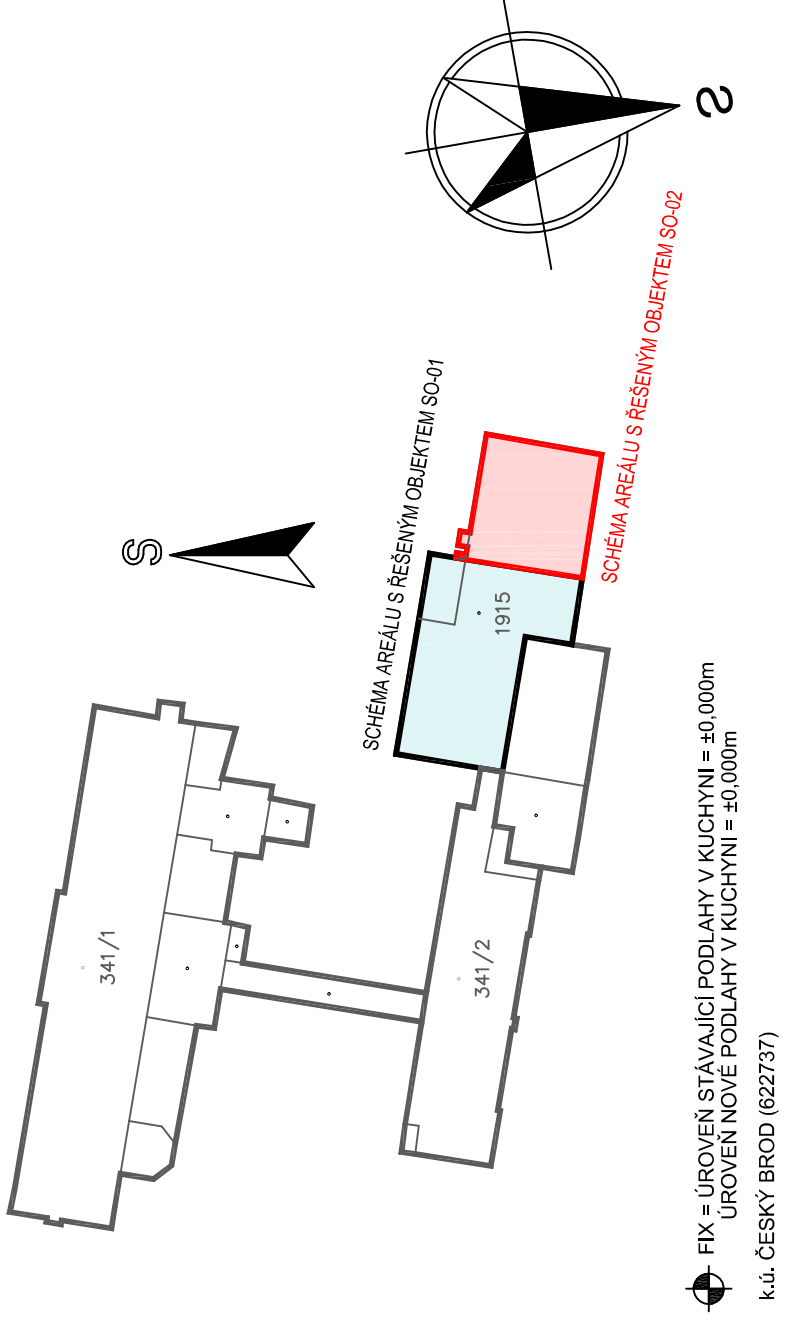 S
S
SCHÉMA AREÁLU S ŘEŠENÝM OBJEKTEM SO-01
SCHÉMA AREÁLU S ŘEŠENÝM OBJEKTEM SO-02
341/1
341/2
1915
FIX = ÚROVEŇ STÁVAJÍCÍ PODLAHY V KUCHYNI = ±0,000m
ÚROVEŇ NOVÉ PODLAHY V KUCHYNI = ±0,000m
k.ú. ČESKÝ BROD (622737)